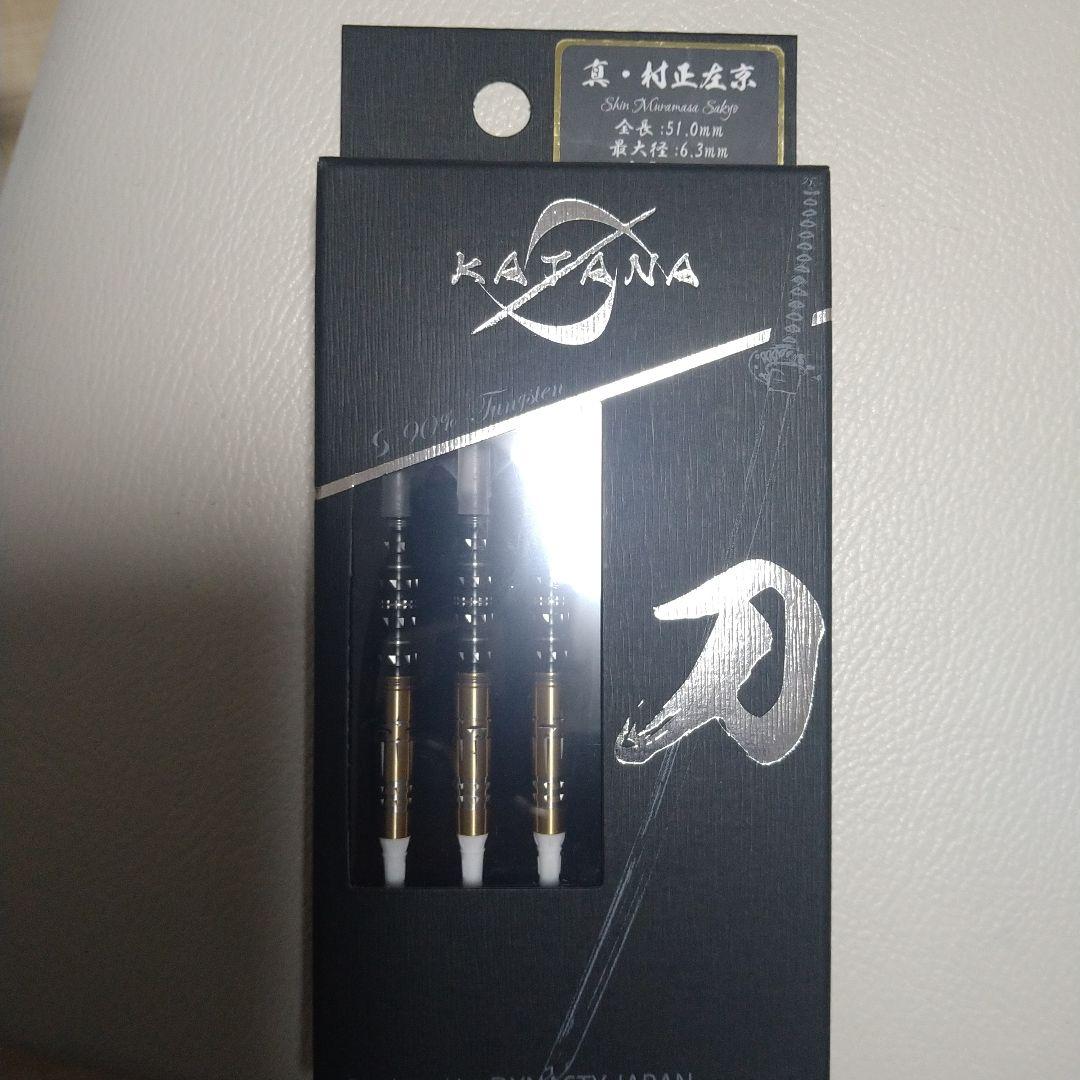 真・村正左京
Shin Muramasa Sakyo
全長:51.0mm
最大径:6.3mm
KATANA
S 90% Tungsten
刀
DYNASTY JAPAN